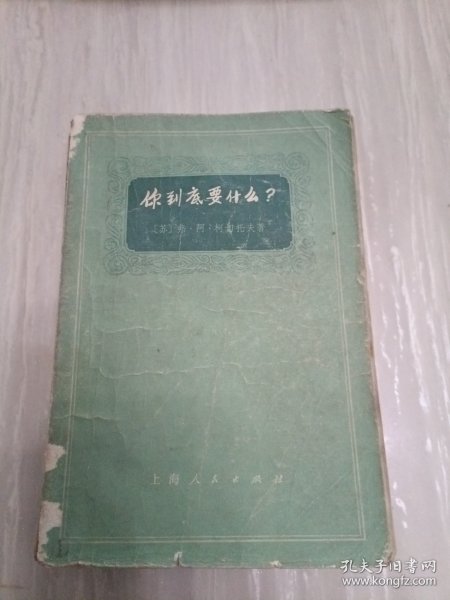 你到底要什么？
〔苏〕弗·阿·柯切托夫著
上海人民出版社
孔夫子旧书网
www.kongfz.com